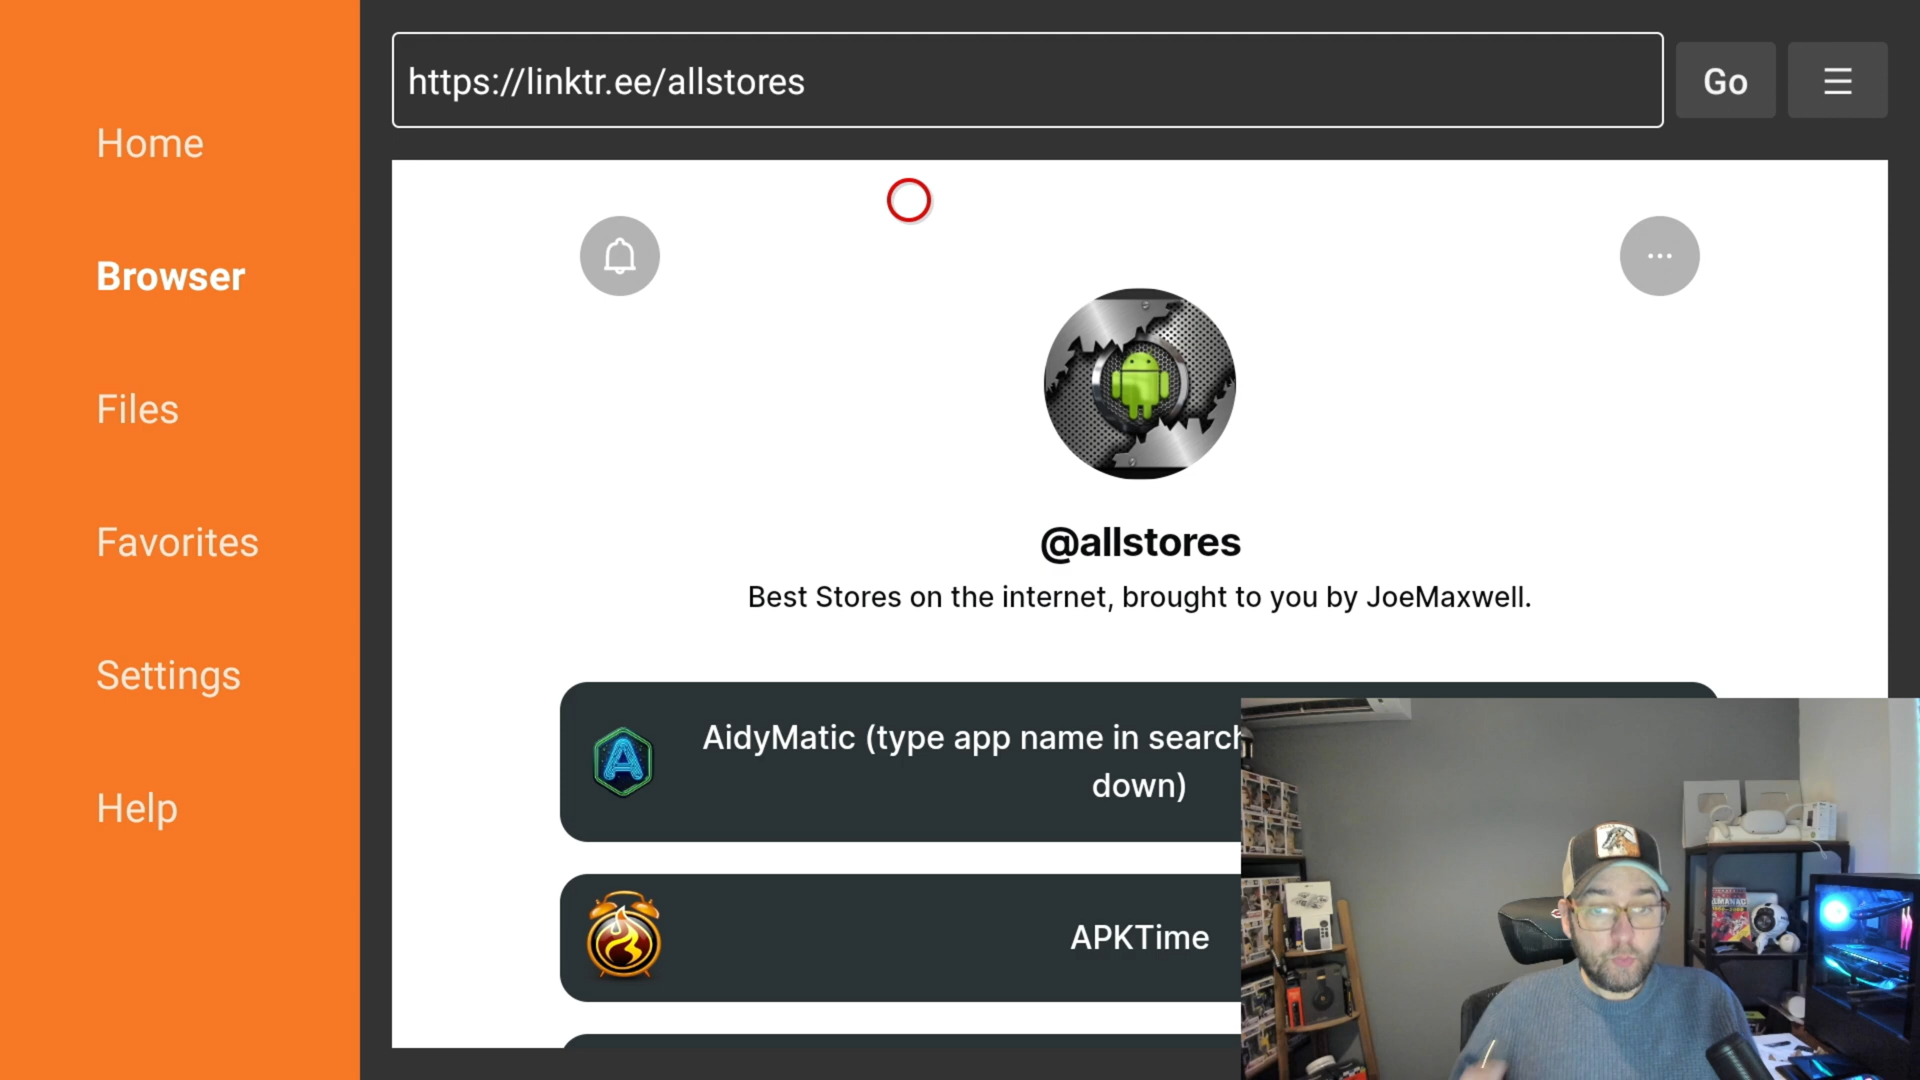 https://linktr.ee/allstores
Go
Home
Browser
Files
Favorites
Settings
Help
@allstores
Best Stores on the internet, brought to you by JoeMaxwell.
AidyMatic (type app name in search
down)
APKTime
ALMANAC